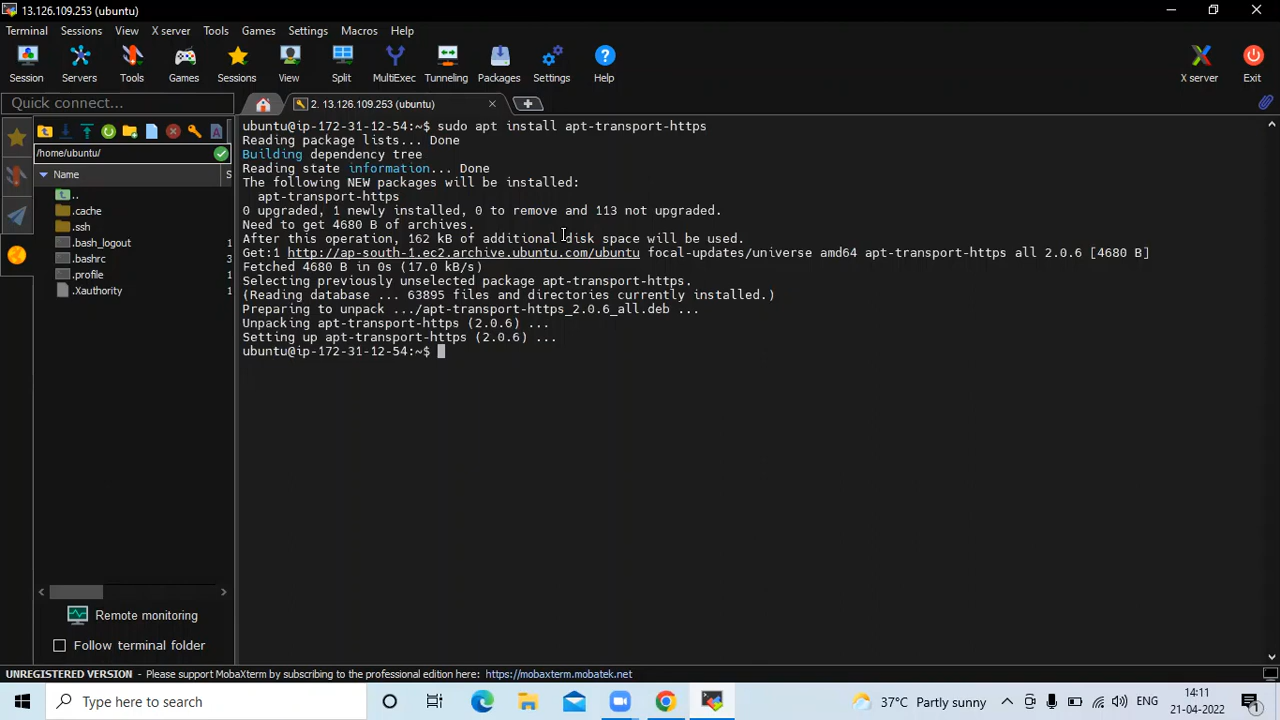 13.126.109.253 (ubuntu)
Terminal Sessions View X server Tools Games Settings Macros Help
Session Servers Tools Games Sessions View Split MultiExec Tunneling Packages Settings Help X server Exit
Quick connect...
2. 13.126.109.253 (ubuntu)
/home/ubuntu/
Name S
..
.cache
.ssh
.bash_logout 1
.bashrc 3
.profile 1
.Xauthority 1
Remote monitoring
Follow terminal folder
ubuntu@ip-172-31-12-54:~$ sudo apt install apt-transport-https
Reading package lists... Done
Building dependency tree
Reading state information... Done
The following NEW packages will be installed:
apt-transport-https
0 upgraded, 1 newly installed, 0 to remove and 113 not upgraded.
Need to get 4680 B of archives.
After this operation, 162 kB of additional disk space will be used.
Get:1 http://ap-south-1.ec2.archive.ubuntu.com/ubuntu focal-updates/universe amd64 apt-transport-https all 2.0.6 [4680 B]
Fetched 4680 B in 0s (17.0 kB/s)
Selecting previously unselected package apt-transport-https.
(Reading database ... 63895 files and directories currently installed.)
Preparing to unpack .../apt-transport-https_2.0.6_all.deb ...
Unpacking apt-transport-https (2.0.6) ...
Setting up apt-transport-https (2.0.6) ...
ubuntu@ip-172-31-12-54:~$
UNREGISTERED VERSION - Please support MobaXterm by subscribing to the professional edition here: https://mobaxterm.mobatek.net
Type here to search
37°C Partly sunny
ENG
14:11
21-04-2022
1